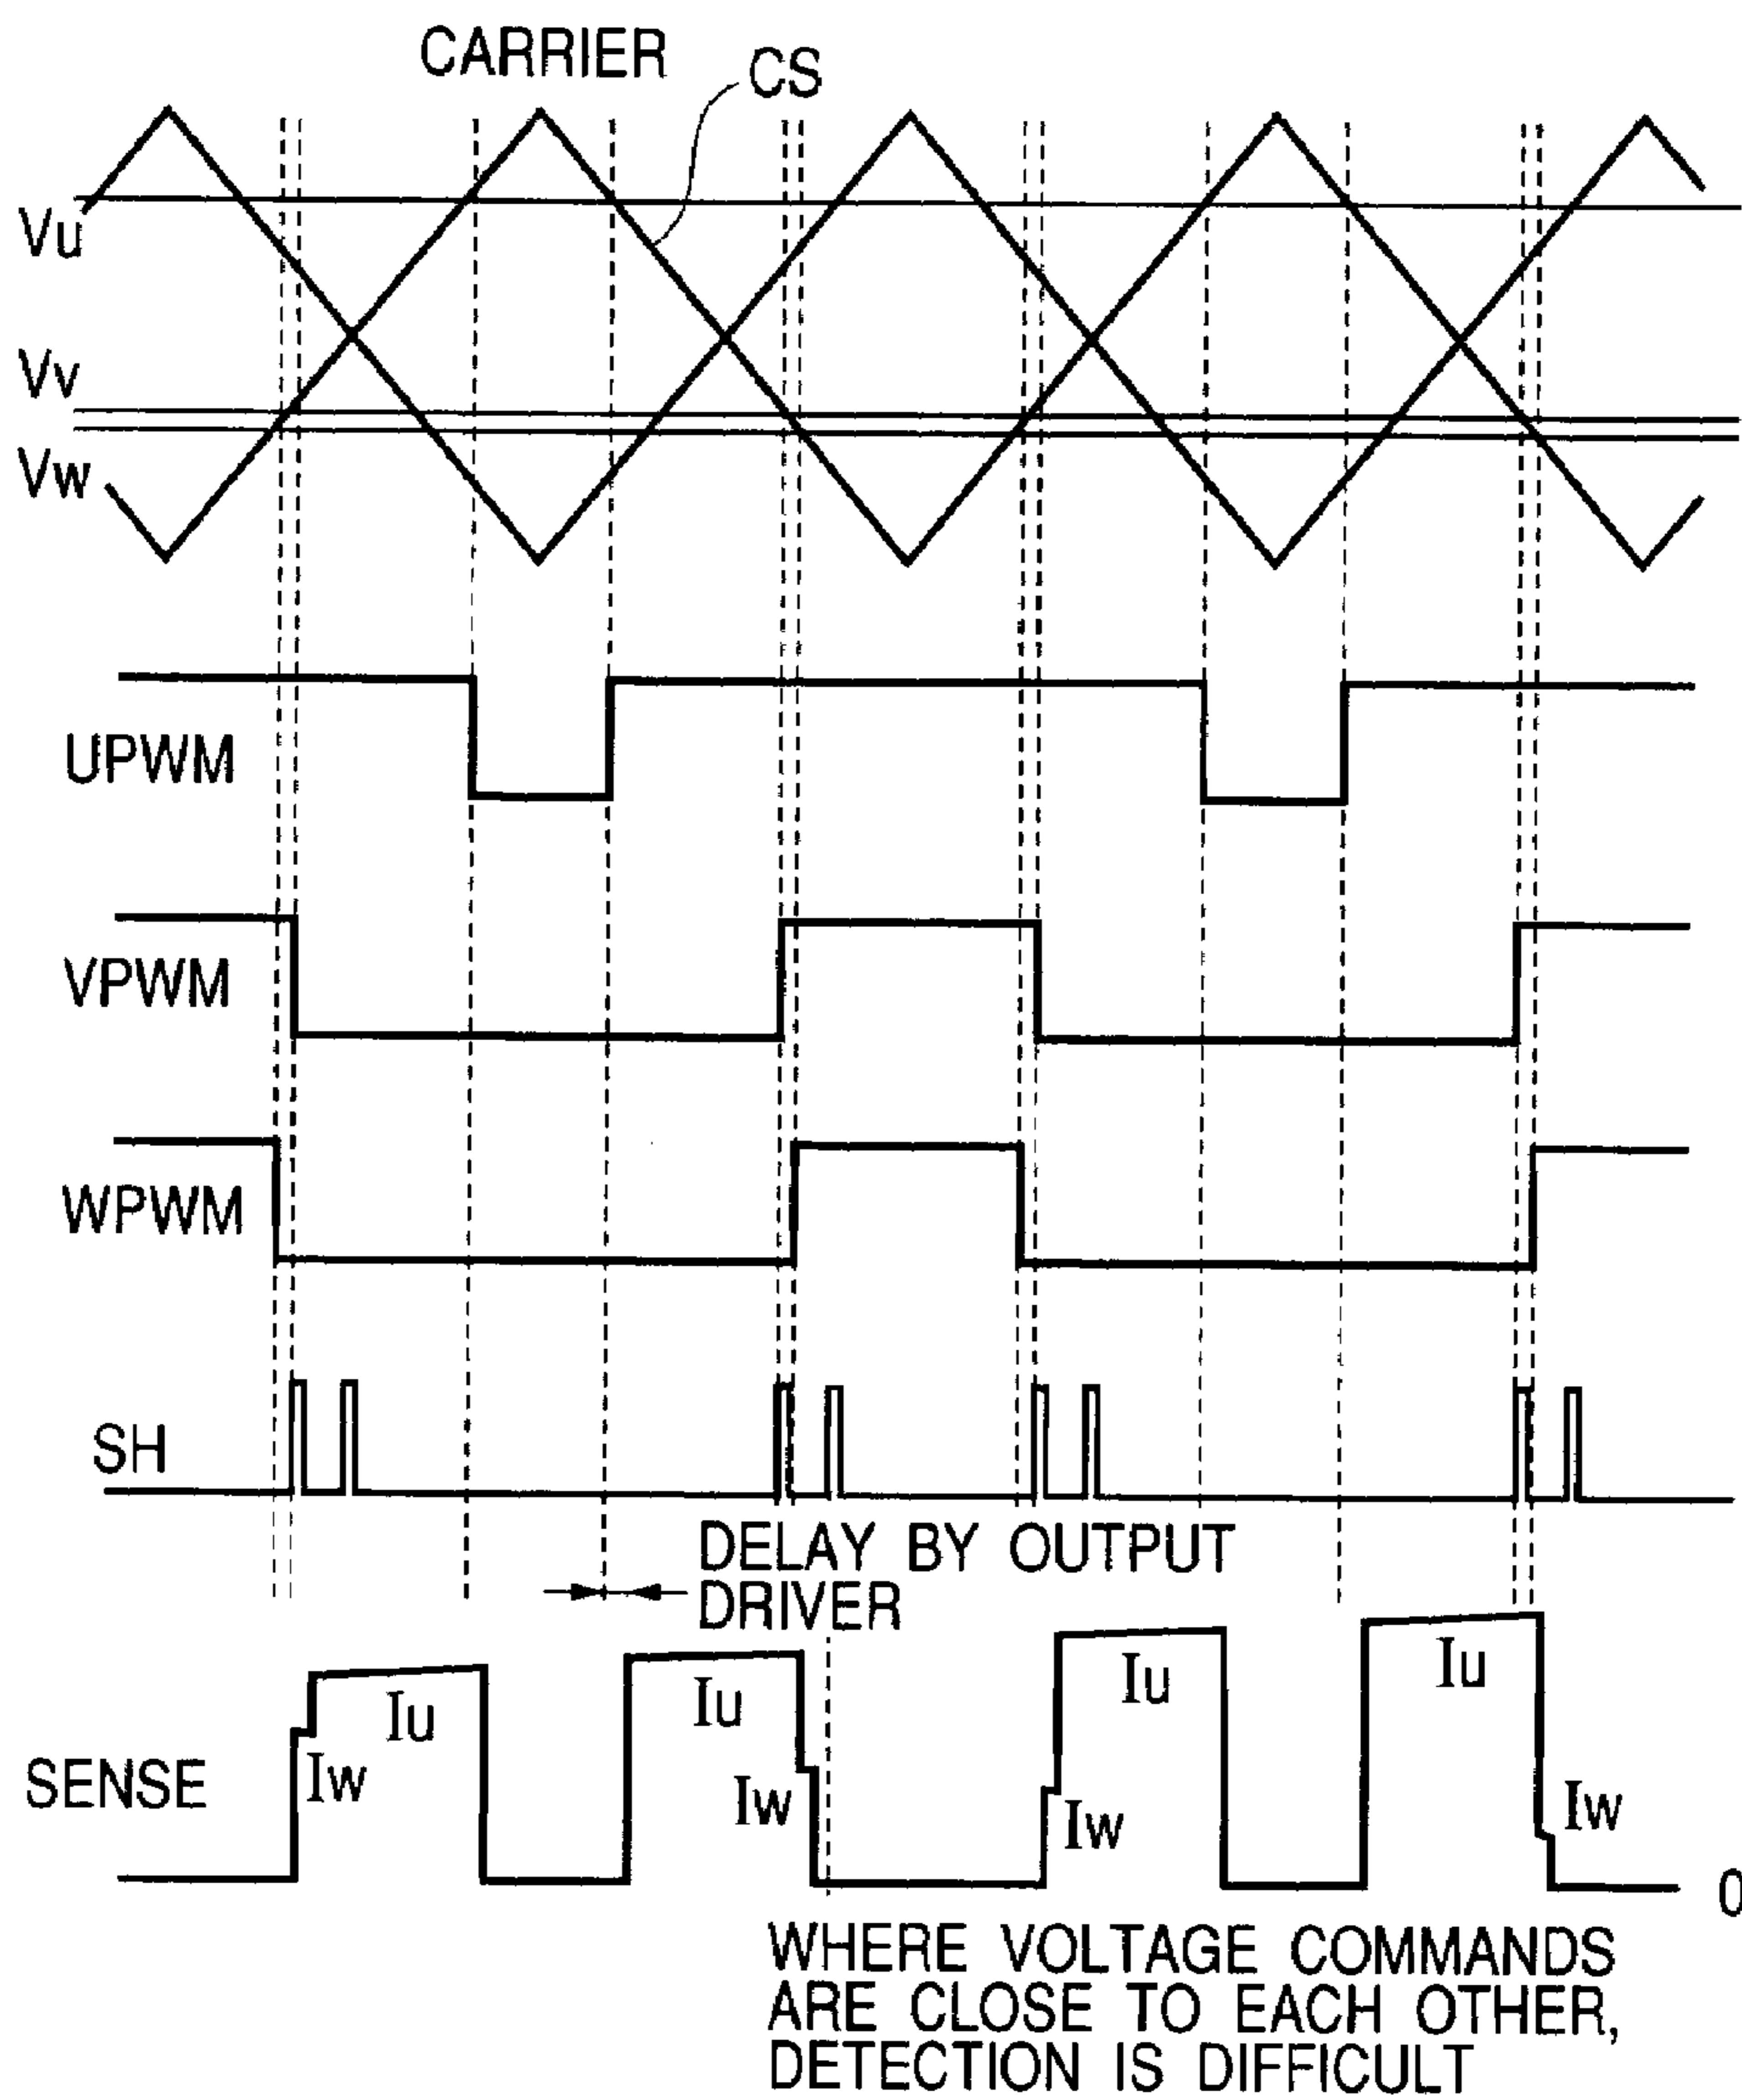 CARRIER
CS
Vu
Vv
Vw
UPWM
VPWM
WPWM
SH
DELAY BY OUTPUT
DRIVER
Iu
Iu
Iu
Iu
SENSE
Iw
Iw
Iw
Iw
0
WHERE VOLTAGE COMMANDS
ARE CLOSE TO EACH OTHER,
DETECTION IS DIFFICULT